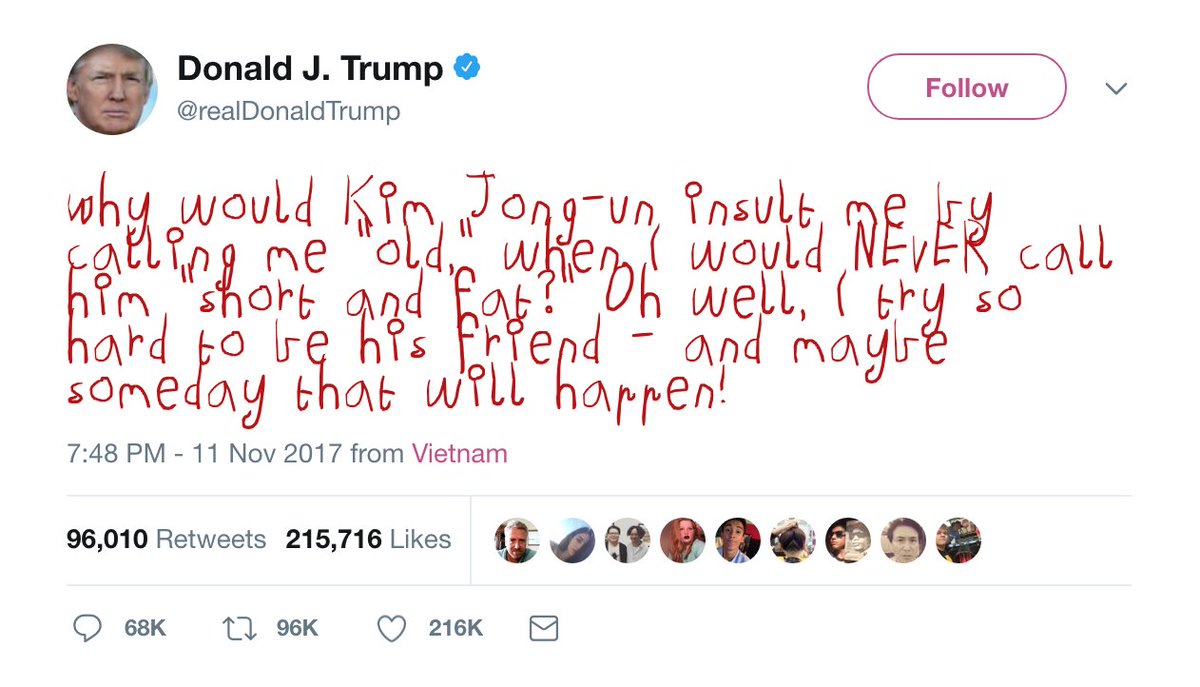 Donald J. Trump
@realDonaldTrump
Follow
why would Kim Jong-un insult me by
calling me "old," when I would NEVER call
him "short and fat?" Oh well, I try so
hard to be his friend - and maybe
someday that will happen!
7:48 PM - 11 Nov 2017 from Vietnam
96,010 Retweets 215,716 Likes
68K 96K 216K